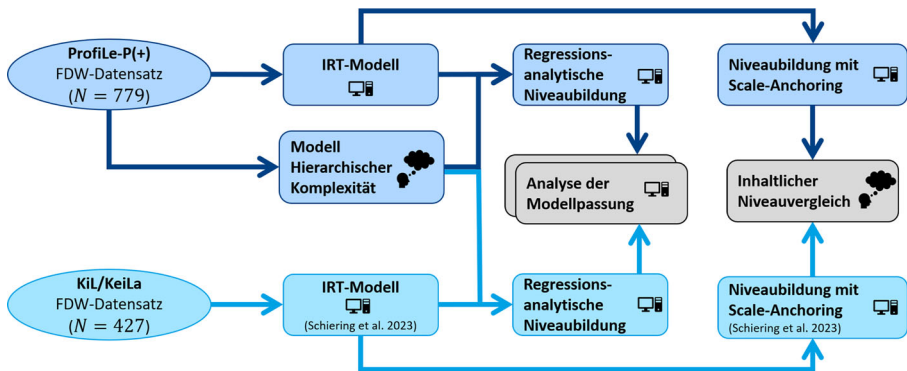 ProfiLe-P(+)
FDW-Datensatz
(N = 779)
IRT-Modell
Regressions-
analytische
Niveaubildung
Niveaubildung mit
Scale-Anchoring
Modell
Hierarchischer
Komplexität
Analyse der
Modellpassung
Inhaltlicher
Niveauvergleich
KiL/KeiLa
FDW-Datensatz
(N = 427)
IRT-Modell
(Schiering et al. 2023)
Regressions-
analytische
Niveaubildung
Niveaubildung mit
Scale-Anchoring
(Schiering et al. 2023)